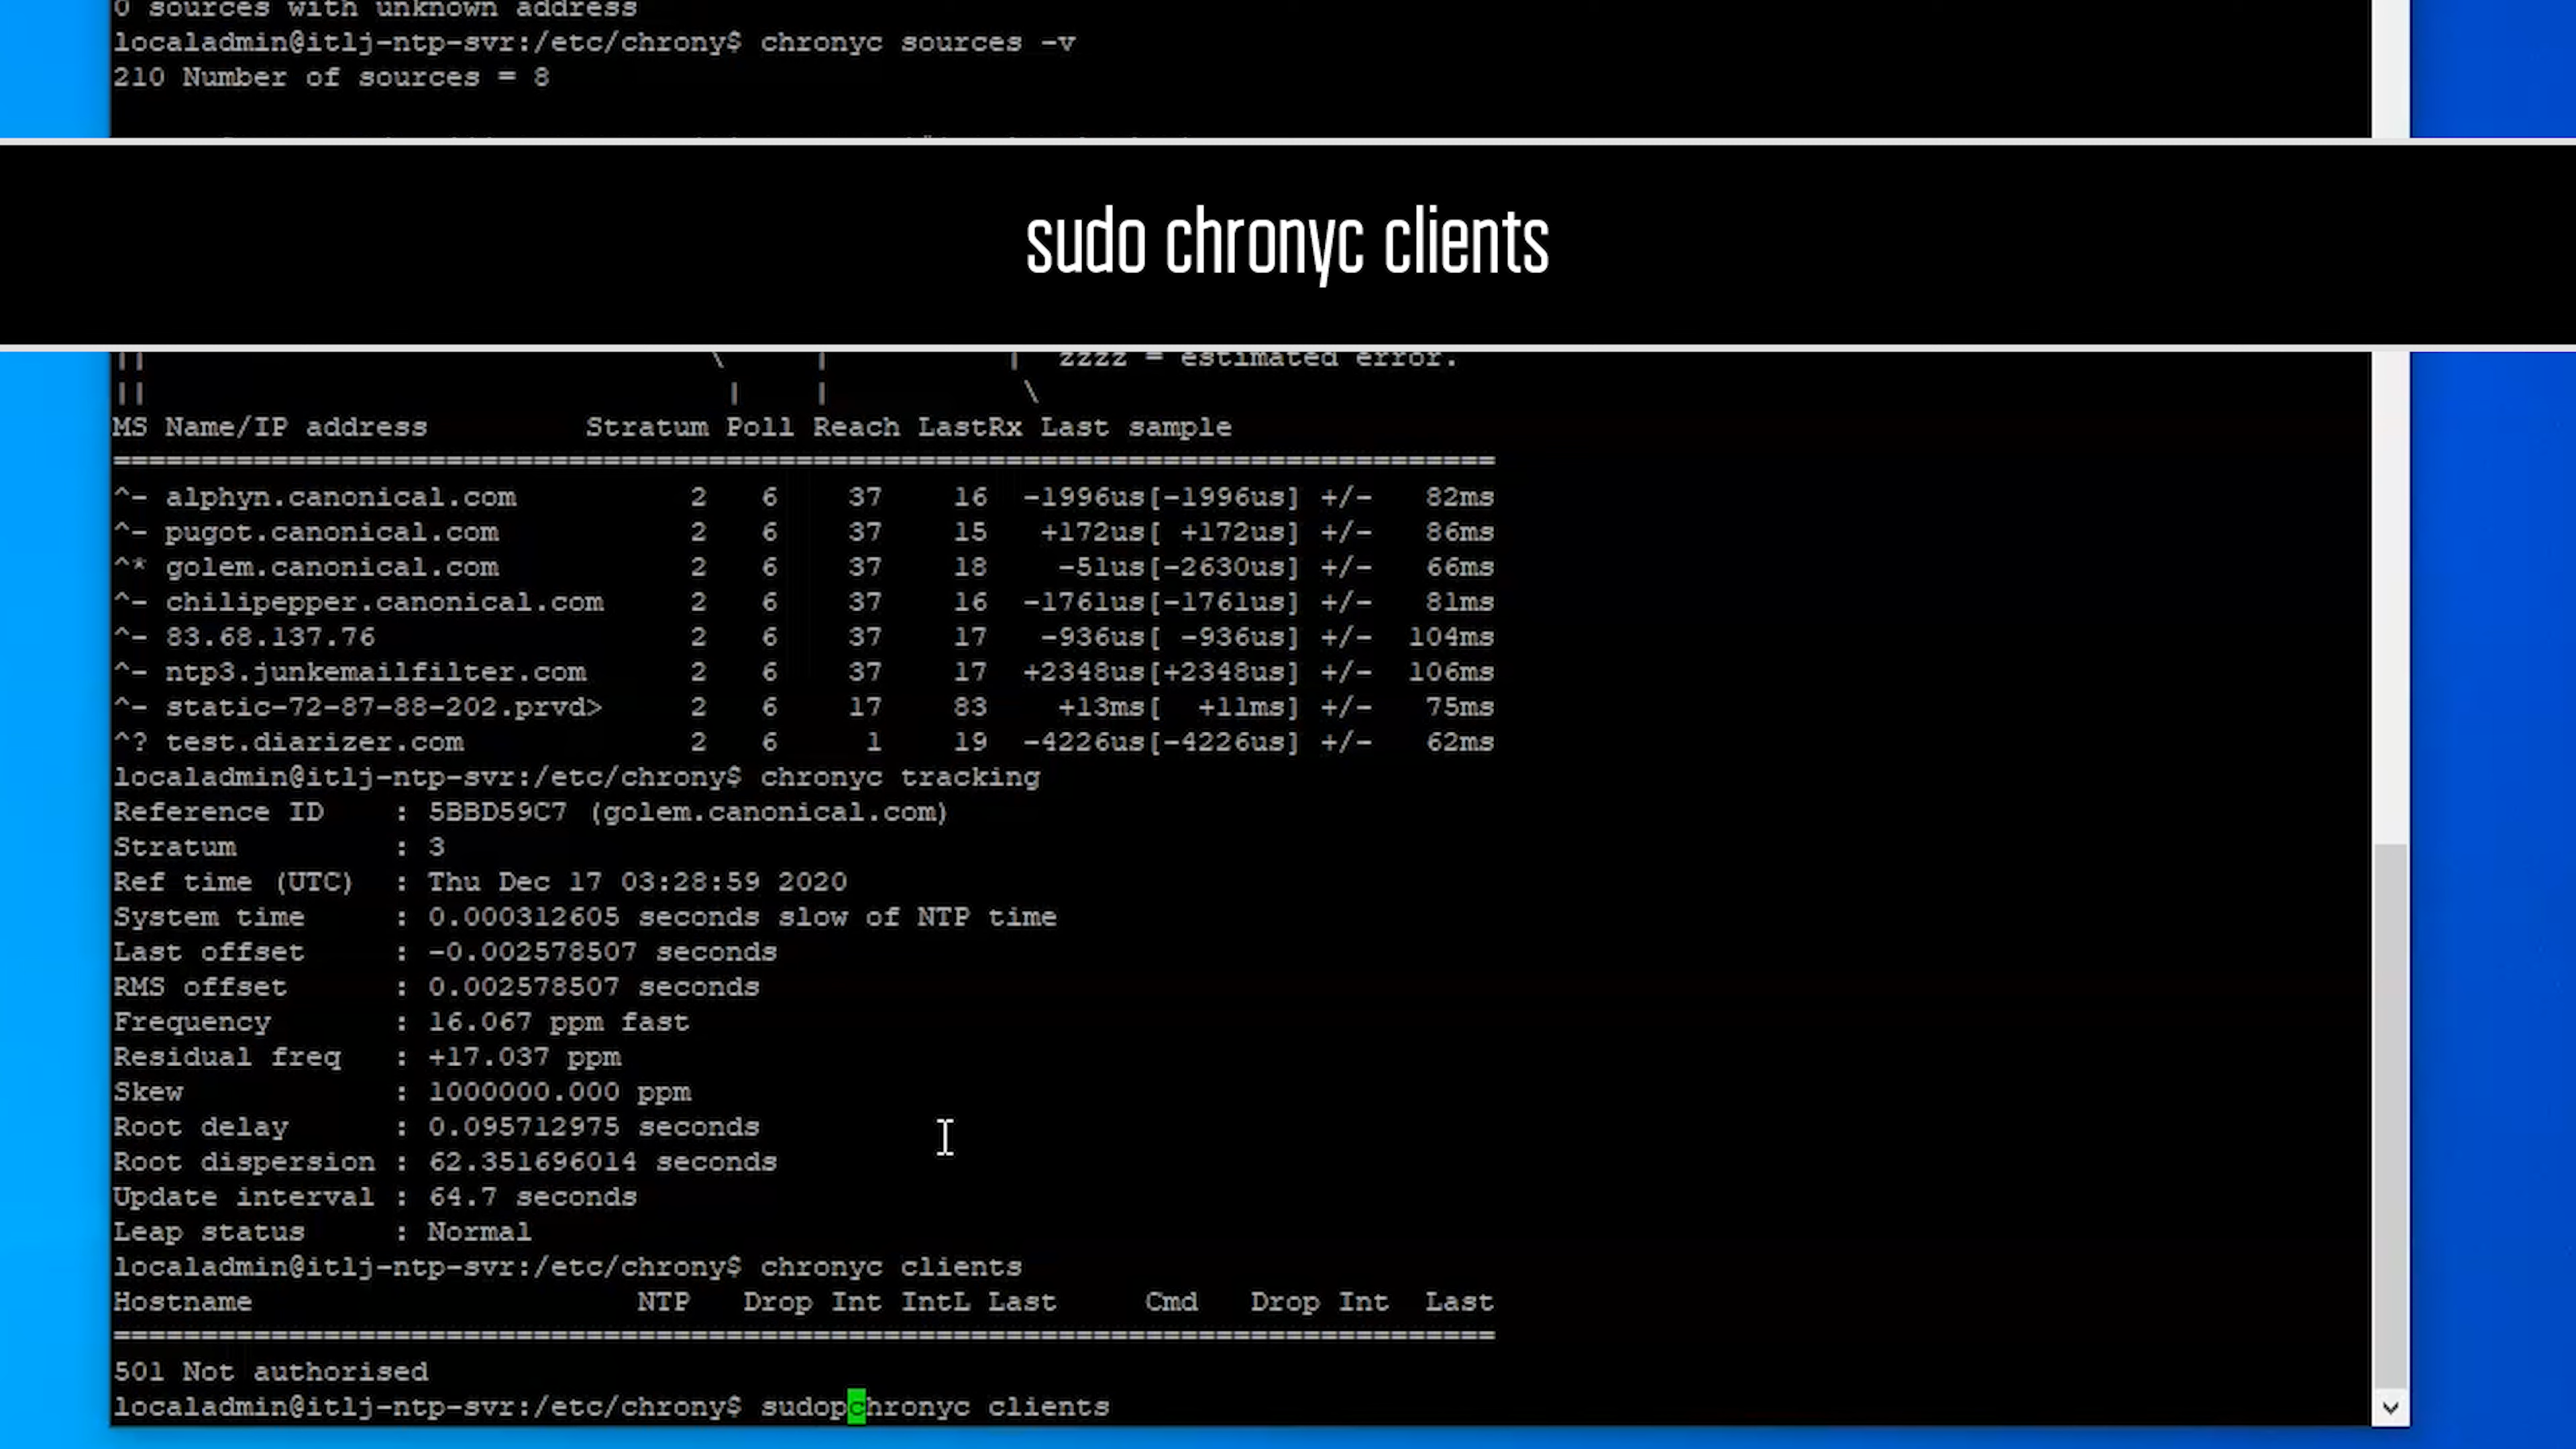 0 sources with unknown address
localadmin@itlj-ntp-svr:/etc/chrony$ chronyc sources -v
210 Number of sources = 8
sudo chronyc clients
||                                 \     |          |  zzzz = estimated error.
||                                  |    |           \
MS Name/IP address         Stratum Poll Reach LastRx Last sample
===============================================================================
^- alphyn.canonical.com          2   6    37    16  -1996us[-1996us] +/-   82ms
^- pugot.canonical.com           2   6    37    15   +172us[ +172us] +/-   86ms
^* golem.canonical.com           2   6    37    18    -51us[-2630us] +/-   66ms
^- chilipepper.canonical.com     2   6    37    16  -1761us[-1761us] +/-   81ms
^- 83.68.137.76                  2   6    37    17   -936us[ -936us] +/-  104ms
^- ntp3.junkemailfilter.com      2   6    37    17  +2348us[+2348us] +/-  106ms
^- static-72-87-88-202.prvd>     2   6    17    83    +13ms[  +11ms] +/-   75ms
^? test.diarizer.com             2   6     1    19  -4226us[-4226us] +/-   62ms
localadmin@itlj-ntp-svr:/etc/chrony$ chronyc tracking
Reference ID    : 5BBD59C7 (golem.canonical.com)
Stratum         : 3
Ref time (UTC)  : Thu Dec 17 03:28:59 2020
System time     : 0.000312605 seconds slow of NTP time
Last offset     : -0.002578507 seconds
RMS offset      : 0.002578507 seconds
Frequency       : 16.067 ppm fast
Residual freq   : +17.037 ppm
Skew            : 1000000.000 ppm
Root delay      : 0.095712975 seconds
Root dispersion : 62.351696014 seconds
Update interval : 64.7 seconds
Leap status     : Normal
localadmin@itlj-ntp-svr:/etc/chrony$ chronyc clients
Hostname                      NTP   Drop Int IntL Last     Cmd   Drop Int  Last
===============================================================================
501 Not authorised
localadmin@itlj-ntp-svr:/etc/chrony$ sudopchronyc clients